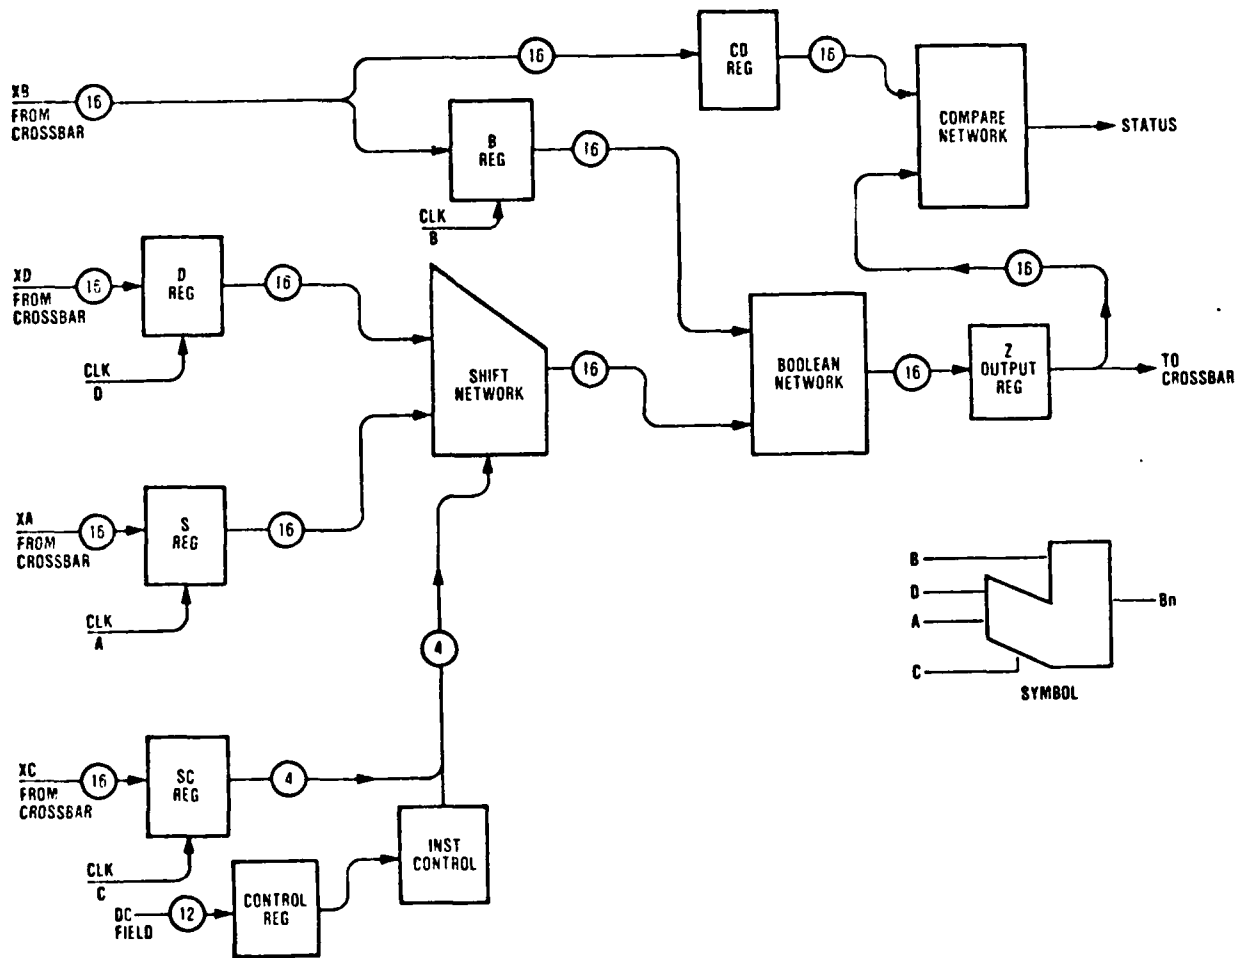 16
CD
REG
16
XB
FROM
CROSSBAR
16
B
REG
16
COMPARE
NETWORK
STATUS
CLK
B
XD
FROM
CROSSBAR
16
D
REG
16
16
CLK
D
SHIFT
NETWORK
16
BOOLEAN
NETWORK
16
Z
OUTPUT
REG
TO
CROSSBAR
XA
FROM
CROSSBAR
16
S
REG
16
CLK
A
4
B
D
A
C
Bn
SYMBOL
XC
FROM
CROSSBAR
16
SC
REG
4
INST
CONTROL
CLK
C
DC
FIELD
12
CONTROL
REG